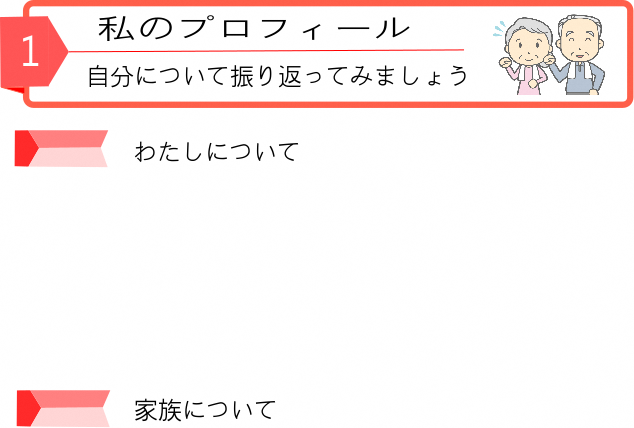 1
私のプロフィール
自分について振り返ってみましょう
わたしについて
家族について